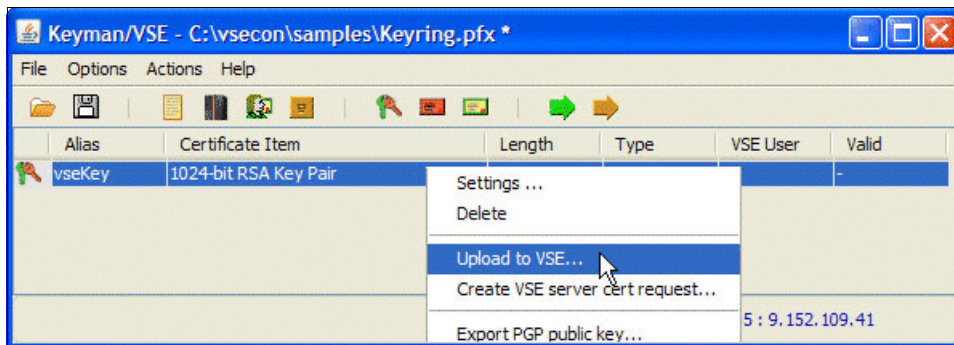 Keyman/VSE - C:\vsecon\samples\Keyring.pfx *
File Options Actions Help
Alias Certificate Item Length Type VSE User Valid
vseKey 1024-bit RSA Key Pair -
Settings ...
Delete
Upload to VSE...
Create VSE server cert request...
Export PGP public key...
5 : 9.152.109.41